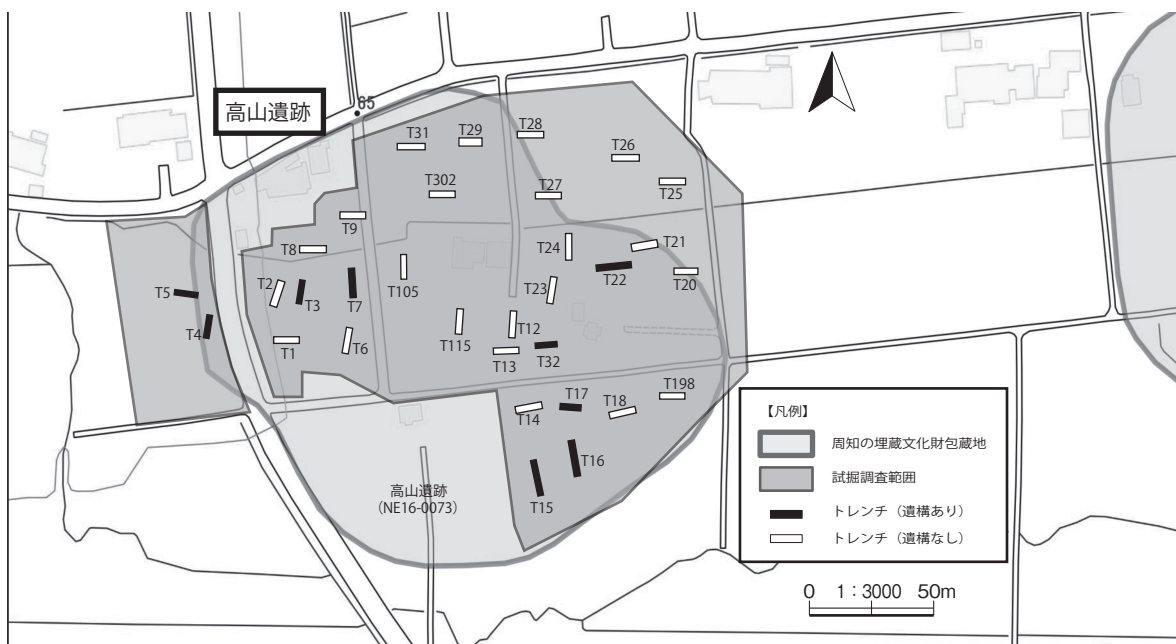 高山遺跡
65
T31
T29
T28
T26
T302
T27
T25
T9
T8
T24
T21
T22
T20
T5
T2
T3
T7
T105
T23
T4
T1
T6
T115
T12
T13
T32
T198
T14
T17
T18
T16
T15
高山遺跡
(NE16-0073)
【凡例】
周知の埋蔵文化財包蔵地
試掘調査範囲
トレンチ（遺構あり）
トレンチ（遺構なし）
0 1：3000 50m